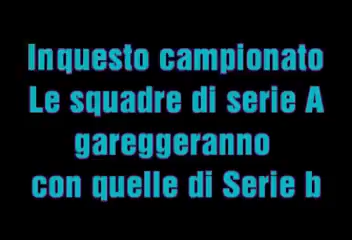 Inquesto campionato
Le squadre di serie A
gareggeranno
con quelle di Serie b